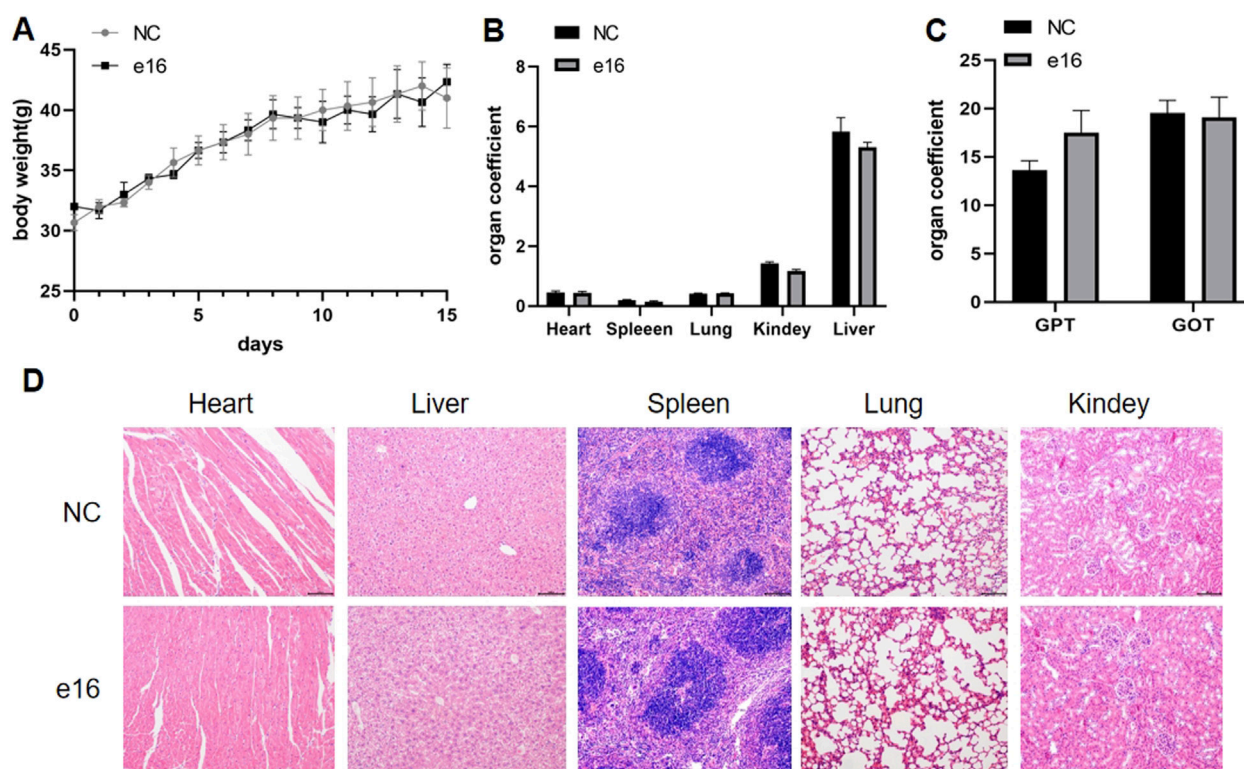 A
NC
e16
body weight(g)
45
40
35
30
25
0
5
10
15
days
B
NC
e16
organ coefficient
8
6
4
2
0
Heart
Spleeen
Lung
Kindey
Liver
C
NC
e16
organ coefficient
25
20
15
10
5
0
GPT
GOT
D
Heart
Liver
Spleen
Lung
Kindey
NC
e16